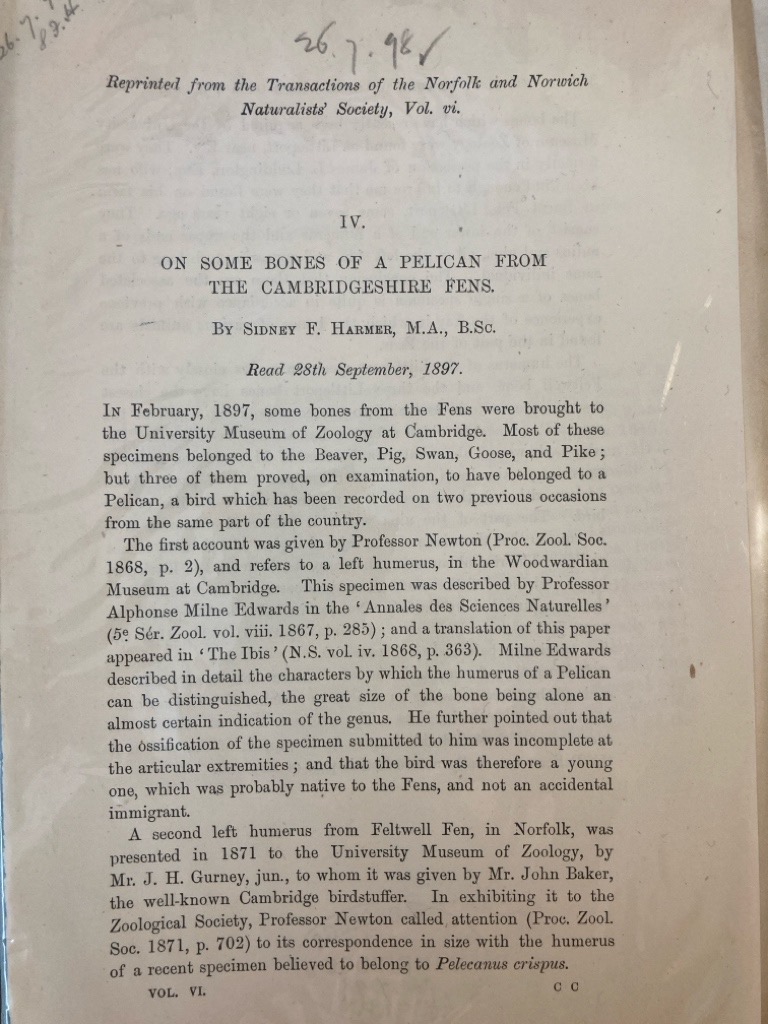 26.7.98✓
Reprinted from the Transactions of the Norfolk and Norwich
Naturalists' Society, Vol. vi.
IV.
ON SOME BONES OF A PELICAN FROM
THE CAMBRIDGESHIRE FENS.
By Sidney F. Harmer, M.A., B.Sc.
Read 28th September, 1897.
In February, 1897, some bones from the Fens were brought to
the University Museum of Zoology at Cambridge. Most of these
specimens belonged to the Beaver, Pig, Swan, Goose, and Pike;
but three of them proved, on examination, to have belonged to a
Pelican, a bird which has been recorded on two previous occasions
from the same part of the country.
The first account was given by Professor Newton (Proc. Zool. Soc.
1868, p. 2), and refers to a left humerus, in the Woodwardian
Museum at Cambridge. This specimen was described by Professor
Alphonse Milne Edwards in the 'Annales des Sciences Naturelles'
(5e Sér. Zool. vol. viii. 1867, p. 285); and a translation of this paper
appeared in 'The Ibis' (N.S. vol. iv. 1868, p. 363). Milne Edwards
described in detail the characters by which the humerus of a Pelican
can be distinguished, the great size of the bone being alone an
almost certain indication of the genus. He further pointed out that
the ossification of the specimen submitted to him was incomplete at
the articular extremities; and that the bird was therefore a young
one, which was probably native to the Fens, and not an accidental
immigrant.
A second left humerus from Feltwell Fen, in Norfolk, was
presented in 1871 to the University Museum of Zoology, by
Mr. J. H. Gurney, jun., to whom it was given by Mr. John Baker,
the well-known Cambridge birdstuffer. In exhibiting it to the
Zoological Society, Professor Newton called attention (Proc. Zool.
Soc. 1871, p. 702) to its correspondence in size with the humerus
of a recent specimen believed to belong to Pelecanus crispus.
VOL. VI. C C